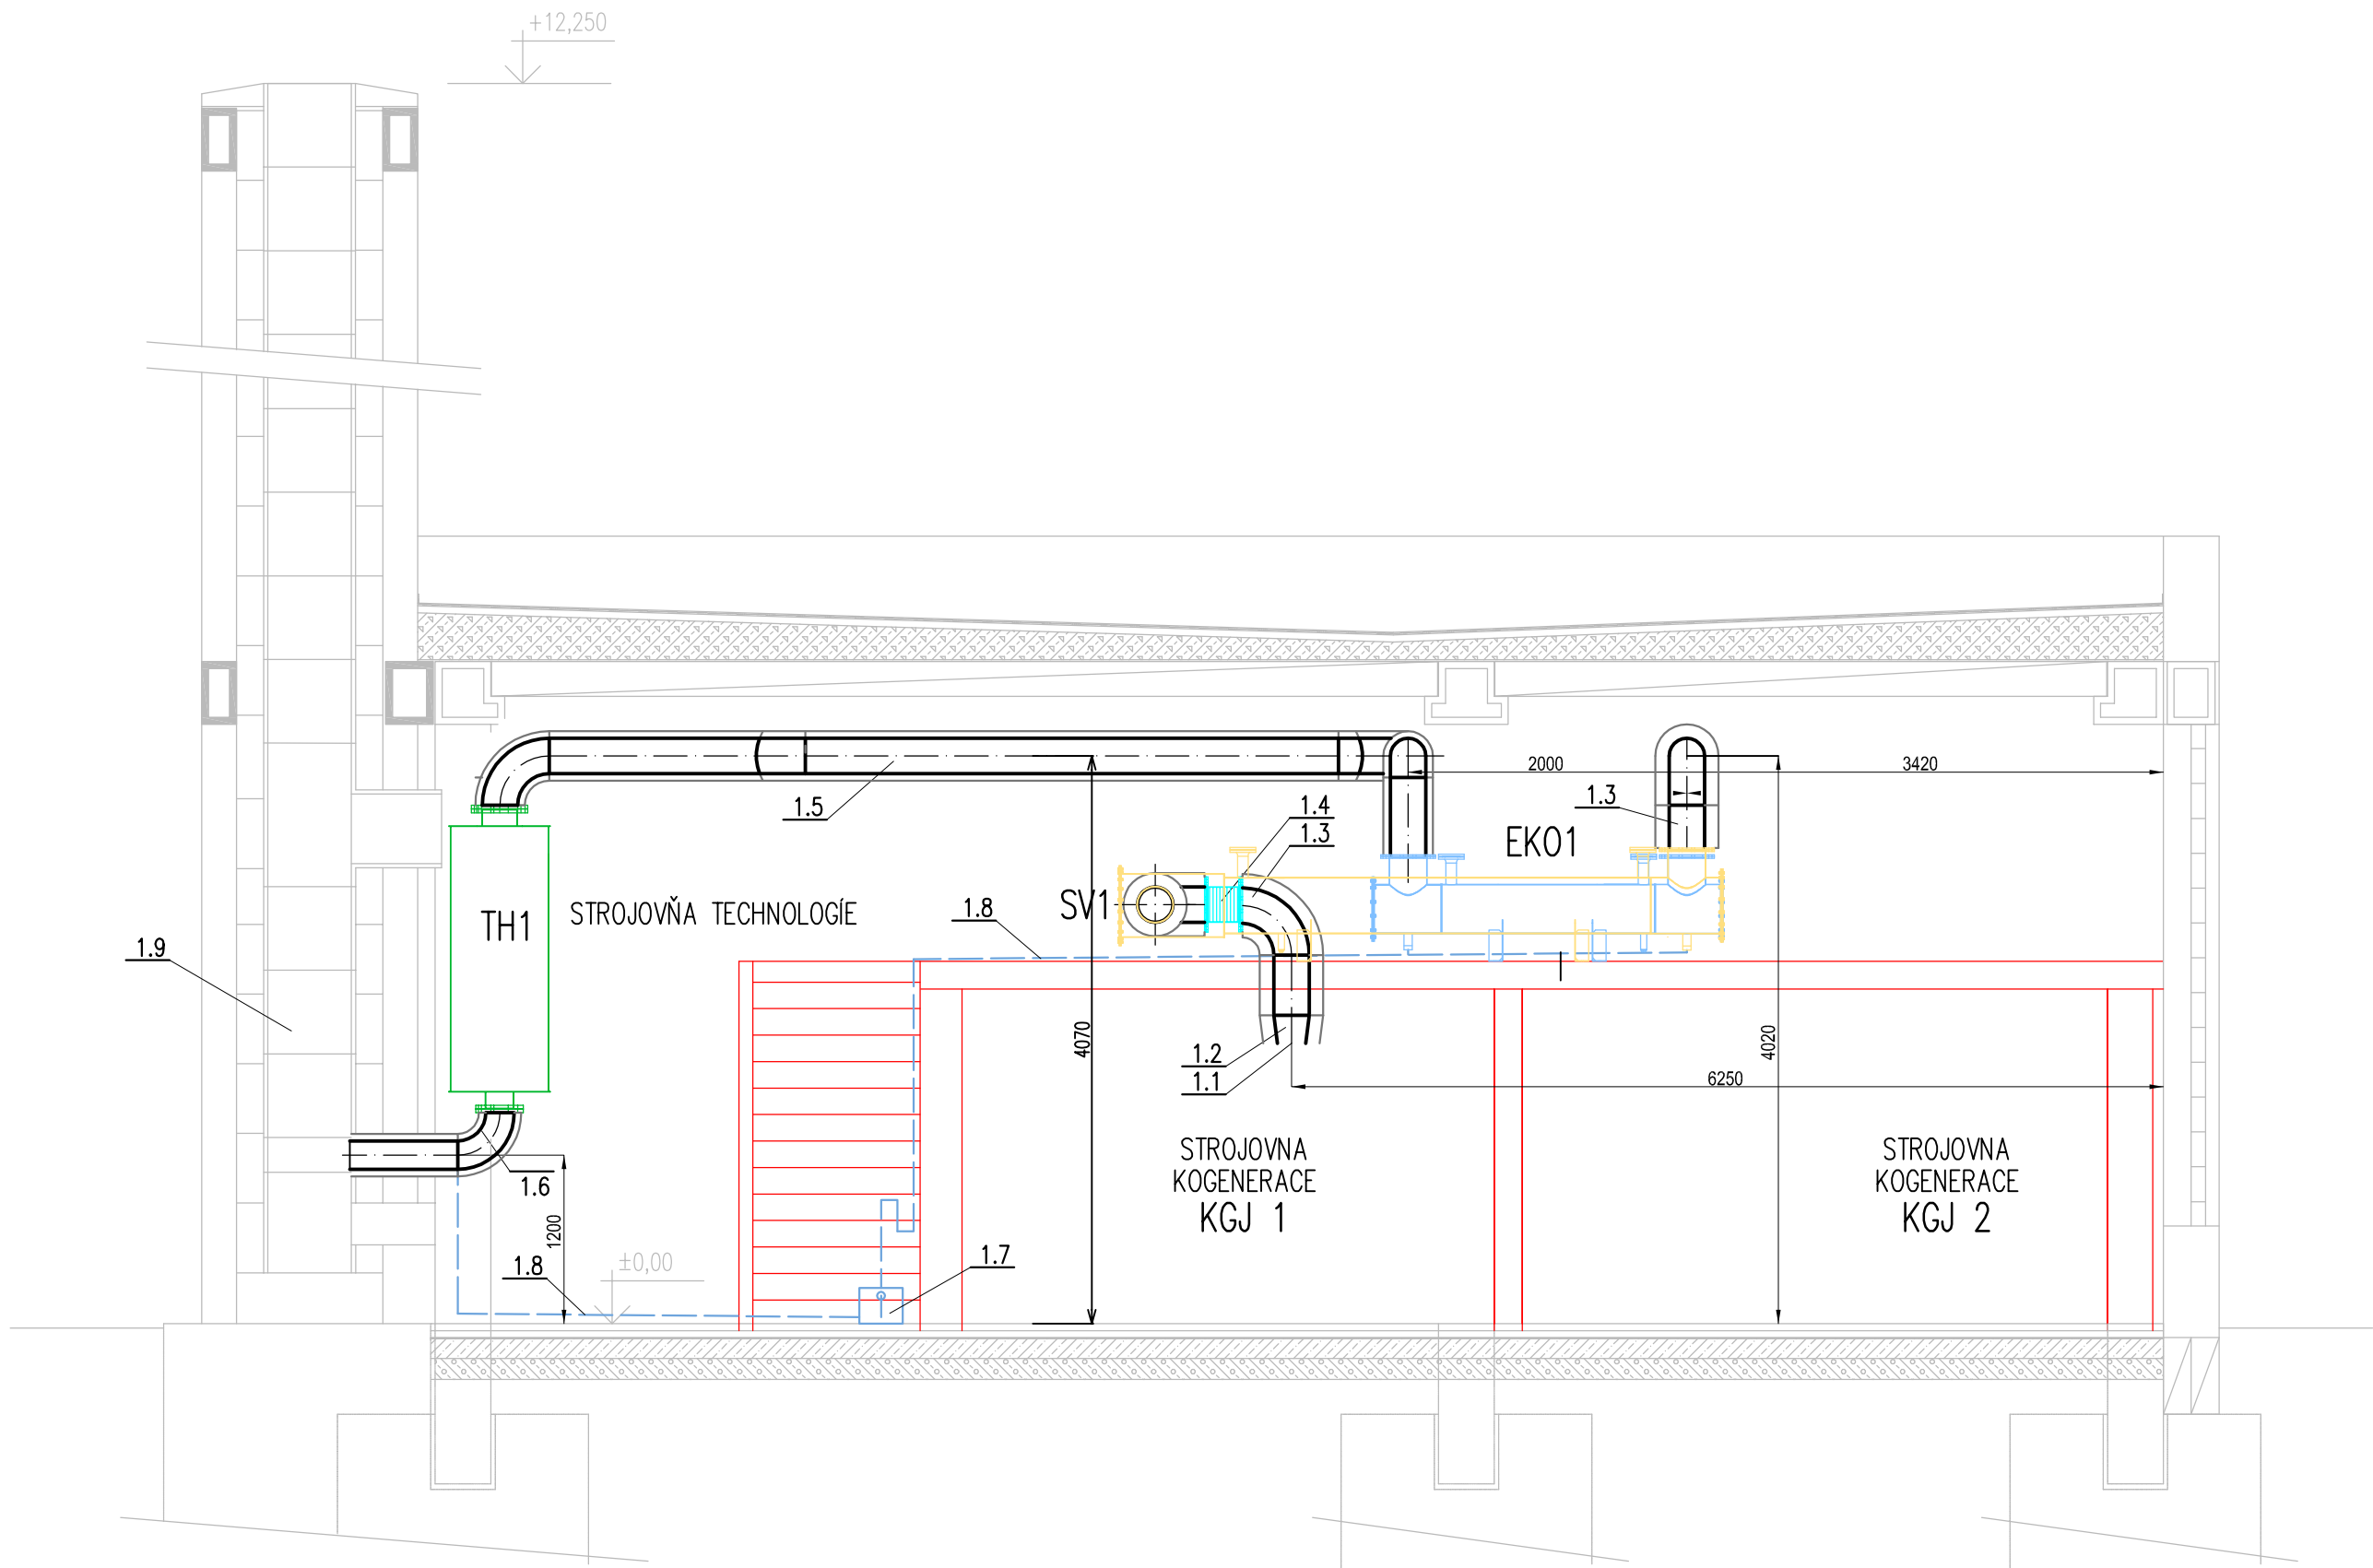 +12,250
2000
3420
1.5
1.4
1.3
1.3
EKO1
TH1
STROJOVŇA TECHNOLOGÍE
1.8
SV1
1.9
4070
4020
1.2
1.1
6250
1.6
1200
STROJOVNA
KOGENERACE
KGJ 1
STROJOVNA
KOGENERACE
KGJ 2
1.8
±0,00
1.7